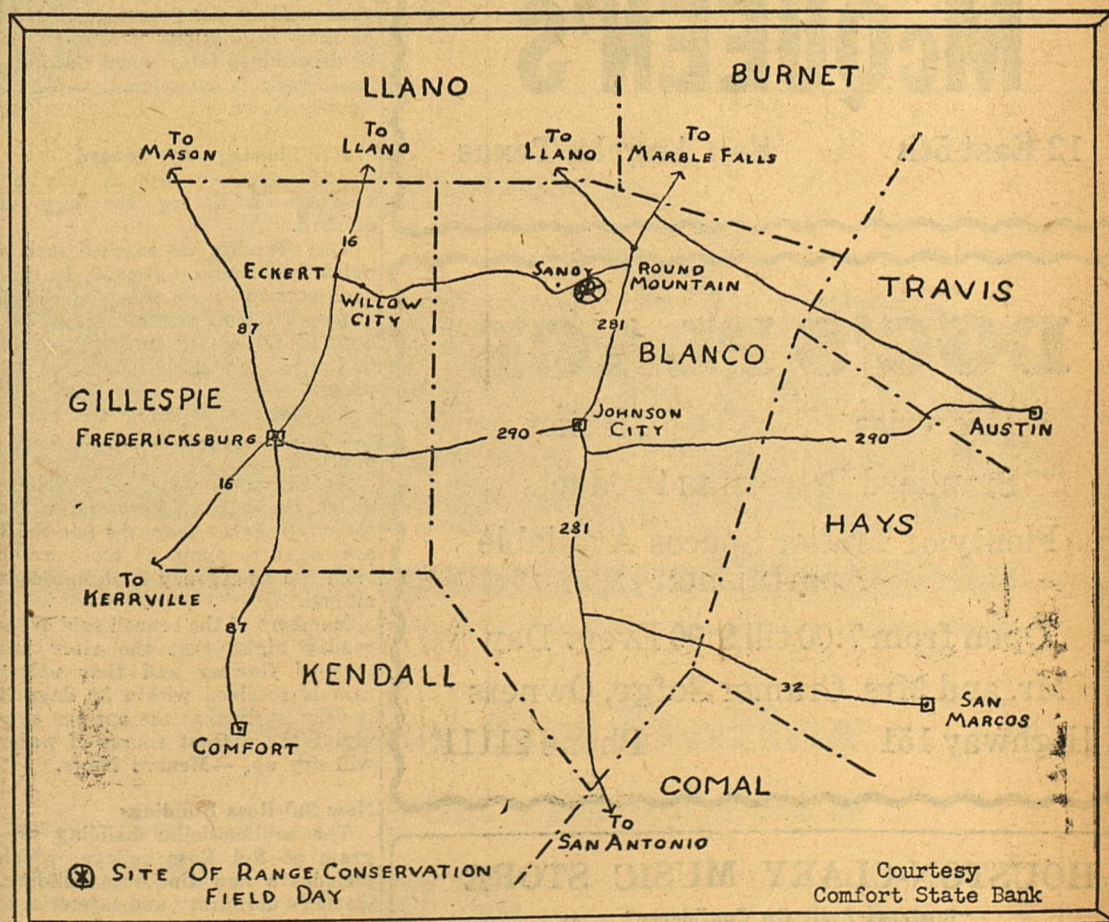 LLANO
BURNET
To
MASON
To
LLANO
To
LLANO
To
MARBLE FALLS
16
ECKERT
SANDY
ROUND
MOUNTAIN
WILLOW
CITY
TRAVIS
87
281
BLANCO
GILLESPIE
FREDERICKSBURG
JOHNSON
CITY
290
290
AUSTIN
16
281
HAYS
To
KERRVILLE
87
KENDALL
32
SAN
MARCOS
COMFORT
COMAL
To
SAN ANTONIO
SITE OF RANGE CONSERVATION
FIELD DAY
Courtesy
Comfort State Bank